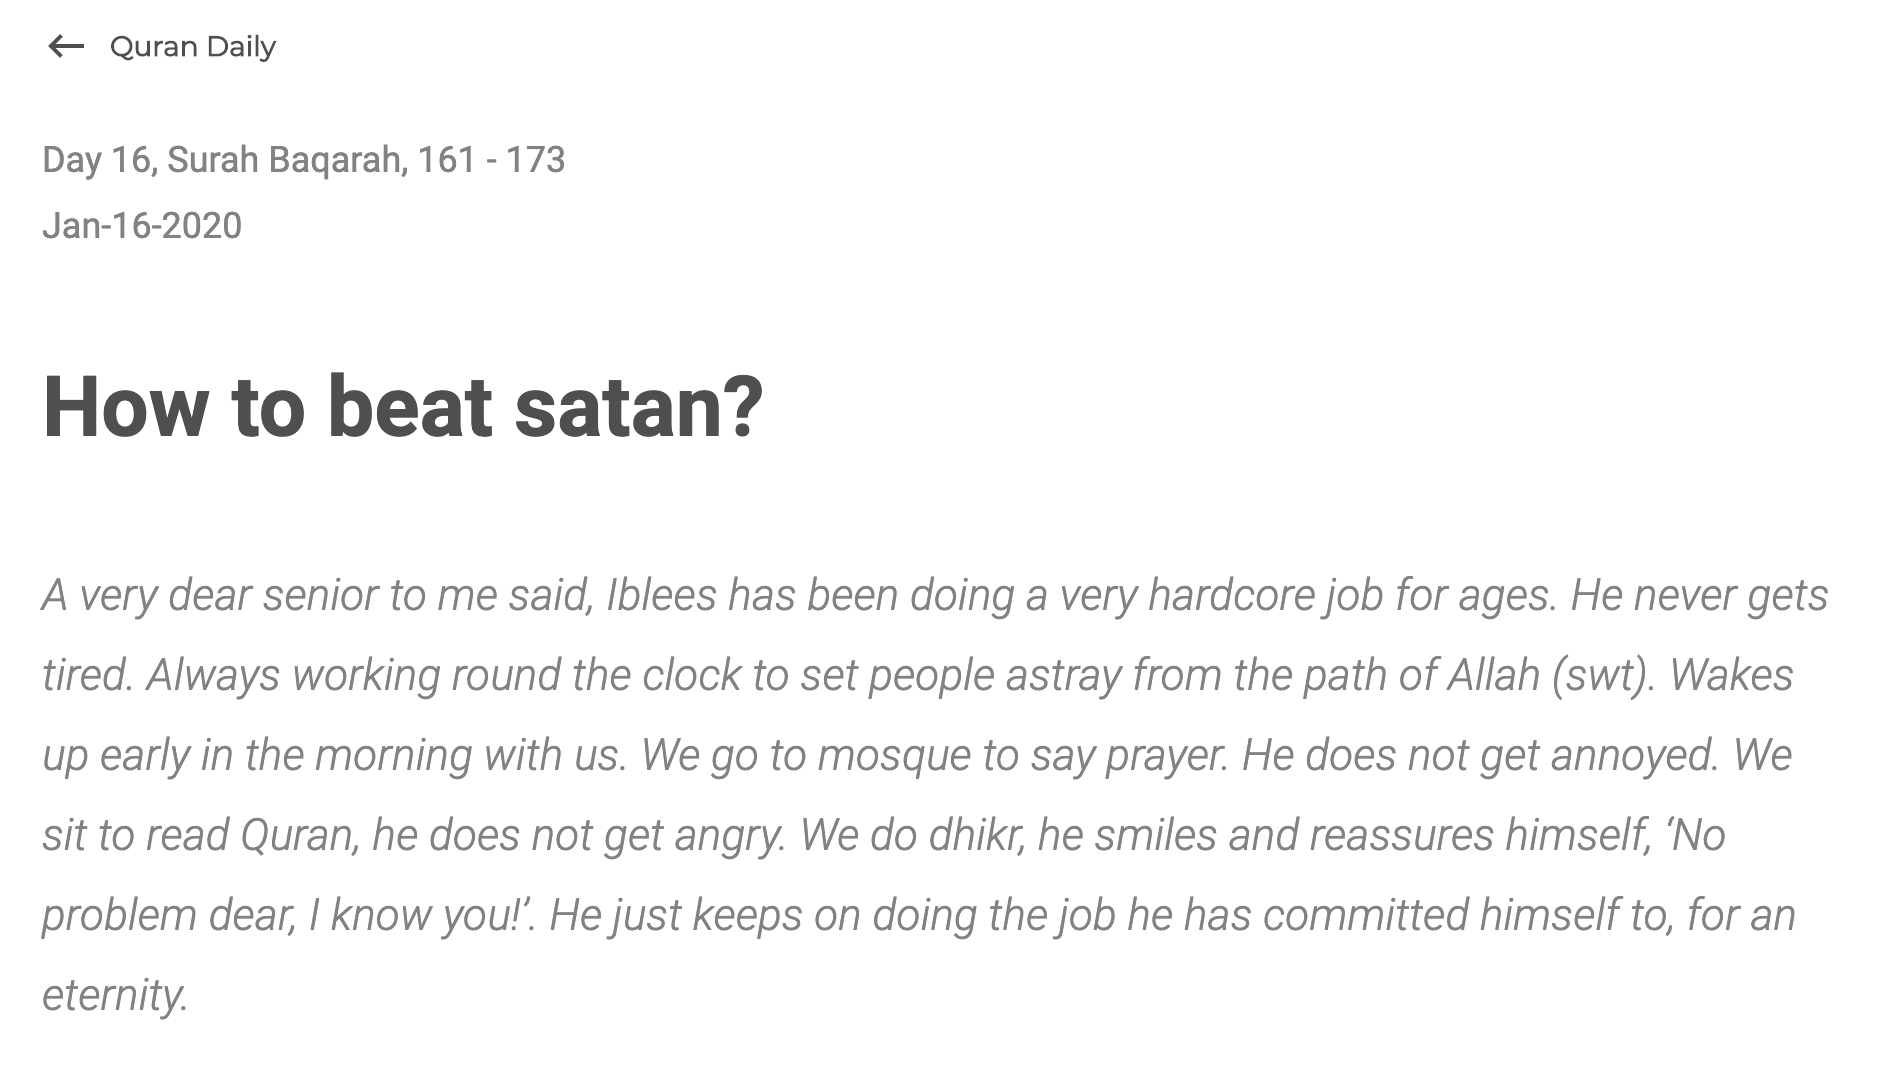 Quran Daily
Day 16, Surah Baqarah, 161 - 173
Jan-16-2020
How to beat satan?
A very dear senior to me said, Iblees has been doing a very hardcore job for ages. He never gets
tired. Always working round the clock to set people astray from the path of Allah (swt). Wakes
up early in the morning with us. We go to mosque to say prayer. He does not get annoyed. We
sit to read Quran, he does not get angry. We do dhikr, he smiles and reassures himself, ‘No
problem dear, I know you!’. He just keeps on doing the job he has committed himself to, for an
eternity.